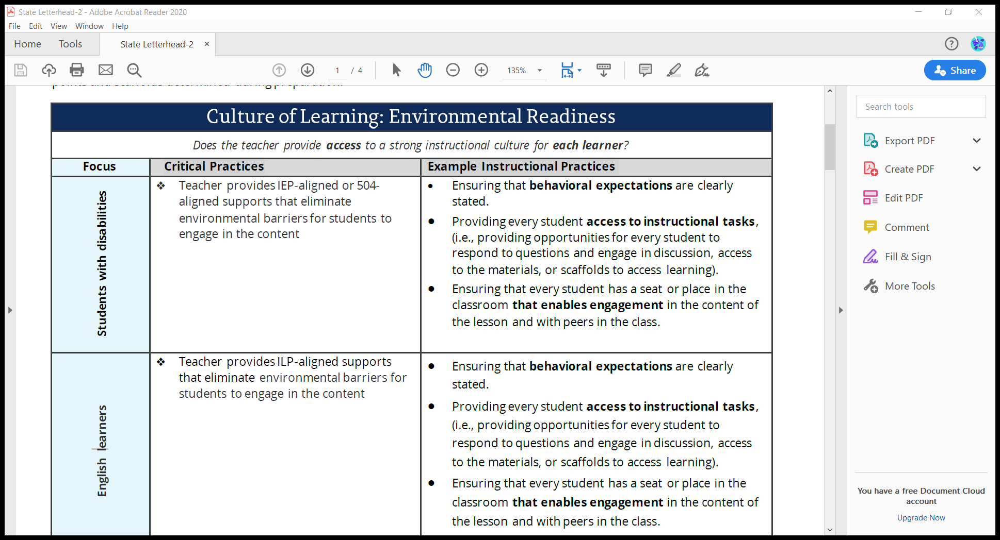 State Letterhead-2 - Adobe Acrobat Reader 2020
File Edit View Window Help
Home Tools State Letterhead-2 ×
1 / 4 135% Share
points and scaffolds determined during preparation.
Culture of Learning: Environmental Readiness
Does the teacher provide access to a strong instructional culture for each learner?
Focus Critical Practices Example Instructional Practices
Students with disabilities
❖ Teacher provides IEP-aligned or 504-
aligned supports that eliminate
environmental barriers for students to
engage in the content
● Ensuring that behavioral expectations are clearly
stated.
● Providing every student access to instructional tasks,
(i.e., providing opportunities for every student to
respond to questions and engage in discussion, access
to the materials, or scaffolds to access learning).
● Ensuring that every student has a seat or place in the
classroom that enables engagement in the content of
the lesson and with peers in the class.
English learners
❖ Teacher provides ILP-aligned supports
that eliminate environmental barriers for
students to engage in the content
● Ensuring that behavioral expectations are clearly
stated.
● Providing every student access to instructional tasks,
(i.e., providing opportunities for every student to
respond to questions and engage in discussion, access
to the materials, or scaffolds to access learning).
● Ensuring that every student has a seat or place in the
classroom that enables engagement in the content of
the lesson and with peers in the class.
Search tools
Export PDF
Create PDF
Edit PDF
Comment
Fill & Sign
More Tools
You have a free Document Cloud
account
Upgrade Now